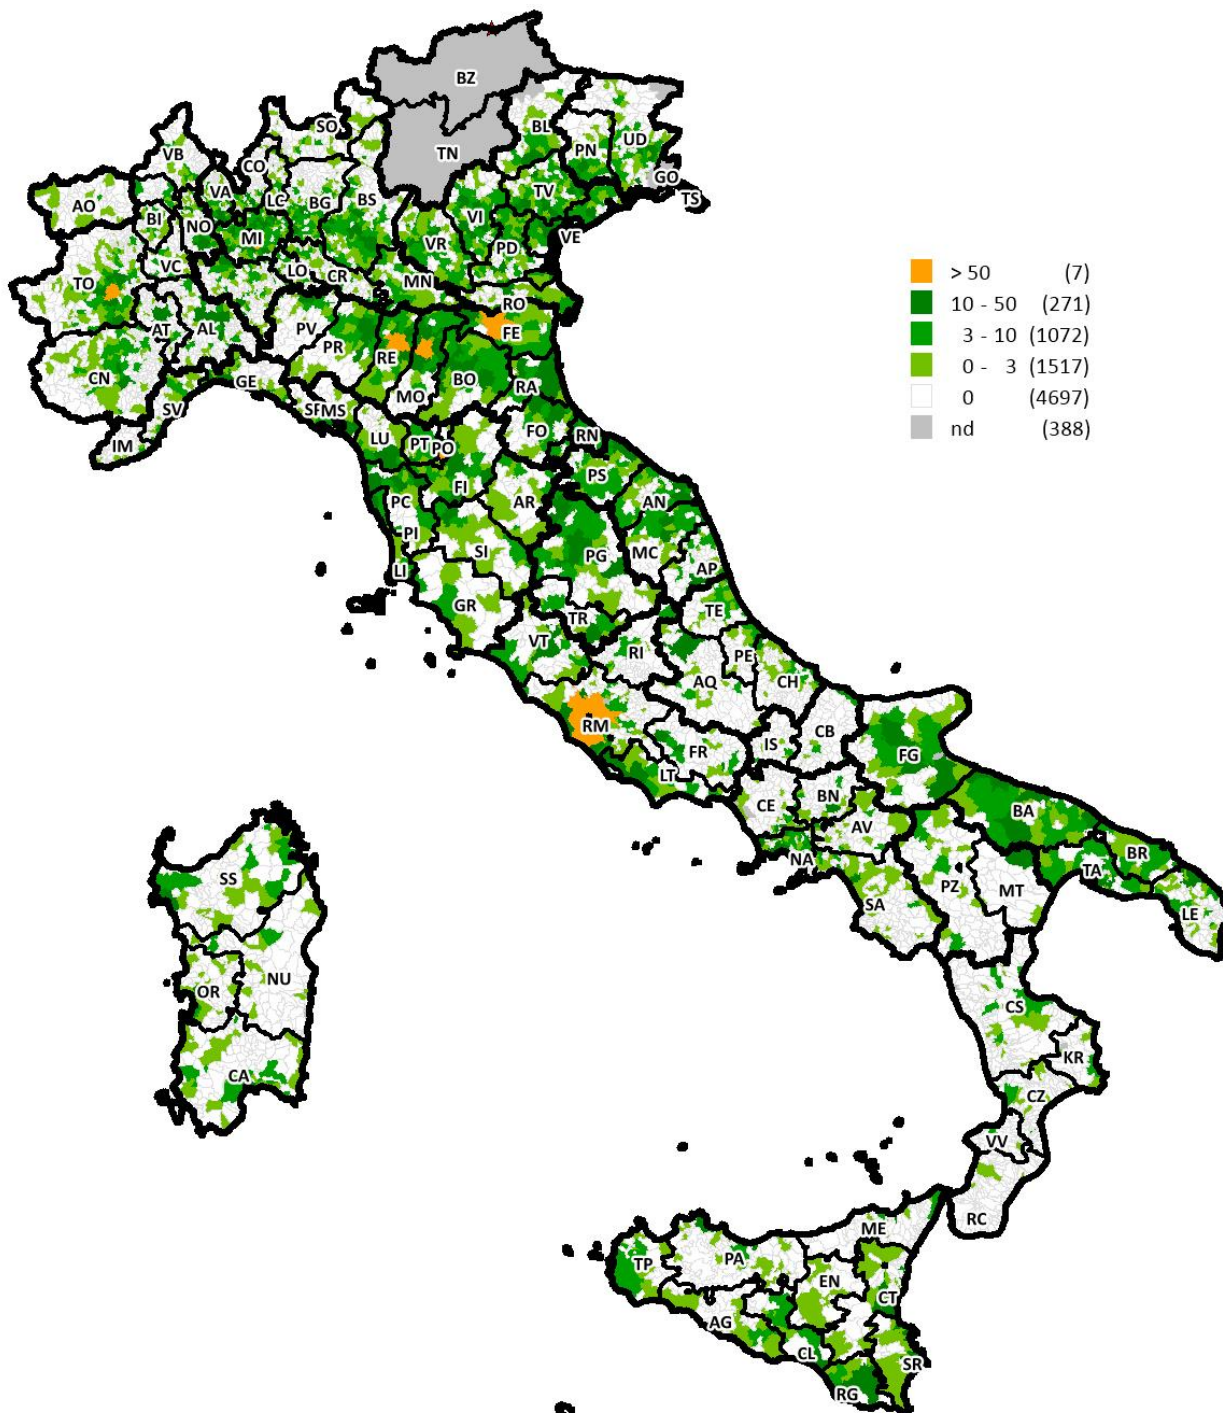 BZ
SO
BL
UD
VB
TN
PN
CO
GO
VA
LC
TV
AO
BG
BS
TS
BI
NO
VI
MI
VE
VR
PD
VC
LO
CR
MN
TO
RO
> 50 (7)
10 - 50 (271)
3 - 10 (1072)
0 - 3 (1517)
0 (4697)
nd (388)
AT
AL
PV
FE
PR
RE
CN
GE
BO
RA
MO
SV
SP
MS
LU
PT
PO
FO
RN
IM
PS
FI
AR
AN
PC
PI
SI
PG
MC
LI
AP
GR
TR
TE
VT
RI
PE
AQ
CH
RM
CB
IS
FR
FG
LT
CE
BN
BA
AV
NA
BR
TA
SS
PZ
MT
SA
LE
NU
OR
CS
KR
CA
CZ
VV
RC
ME
TP
PA
EN
CT
AG
CL
SR
RG